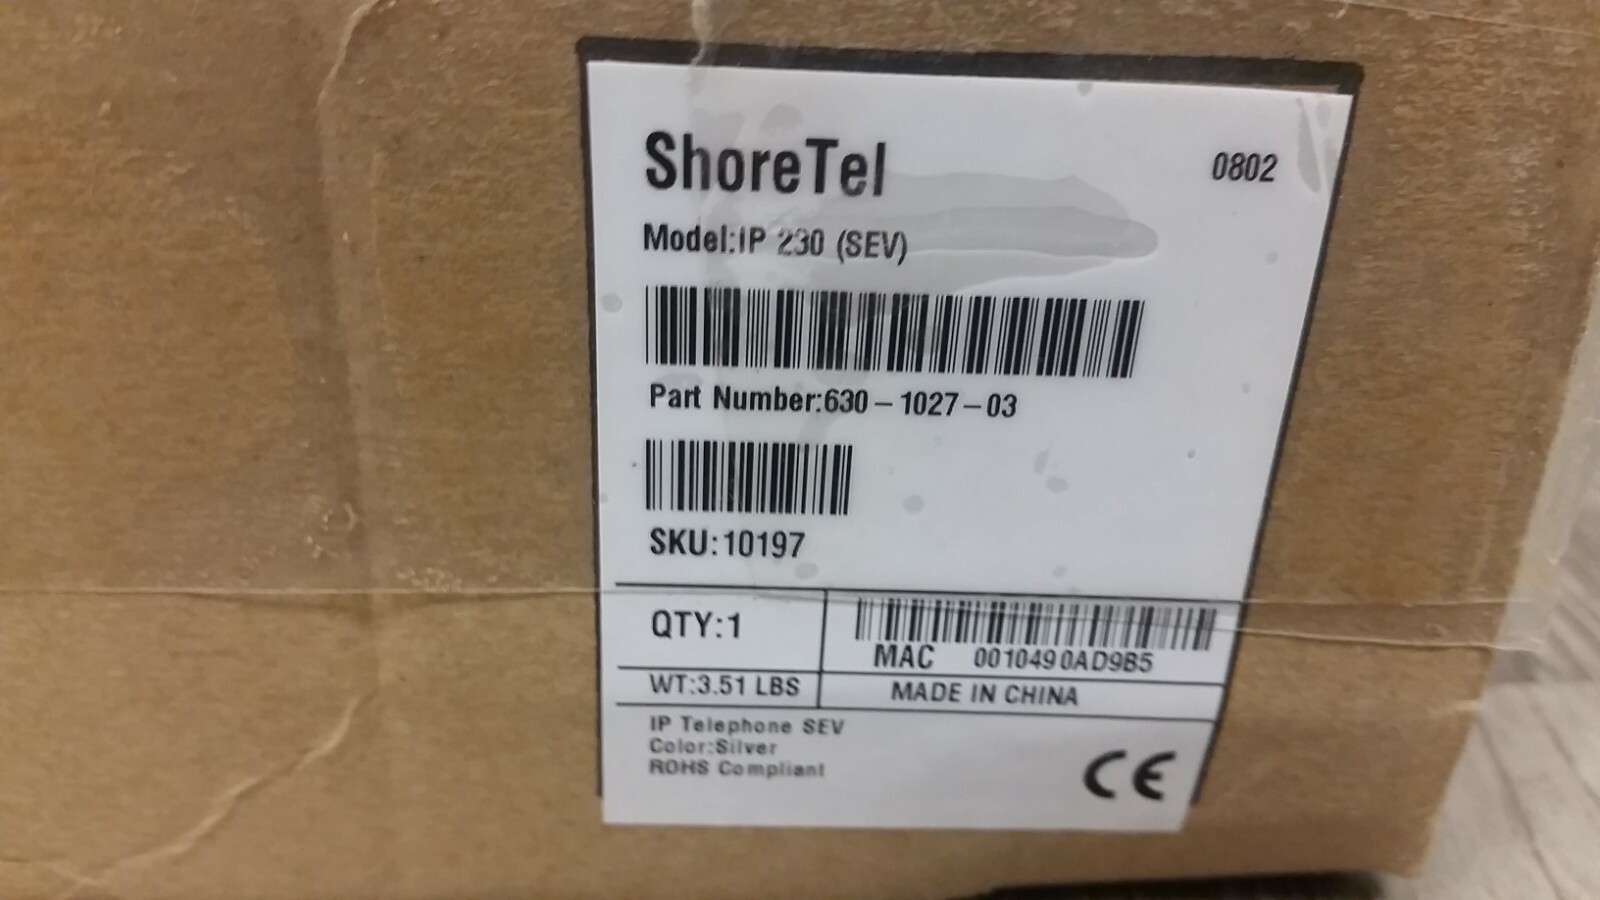 ShoreTel 0802
Model:IP 230 (SEV)
Part Number:630-1027-03
SKU:10197
QTY:1
MAC 0010490AD9B5
WT:3.51 LBS
MADE IN CHINA
IP Telephone SEV
Color:Silver
ROHS Compliant
CE